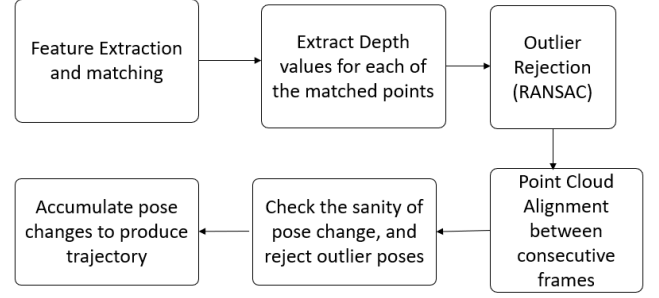 Feature Extraction
and matching
Extract Depth
values for each of
the matched points
Outlier
Rejection
(RANSAC)
Point Cloud
Alignment
between
consecutive
frames
Check the sanity of
pose change, and
reject outlier poses
Accumulate pose
changes to produce
trajectory